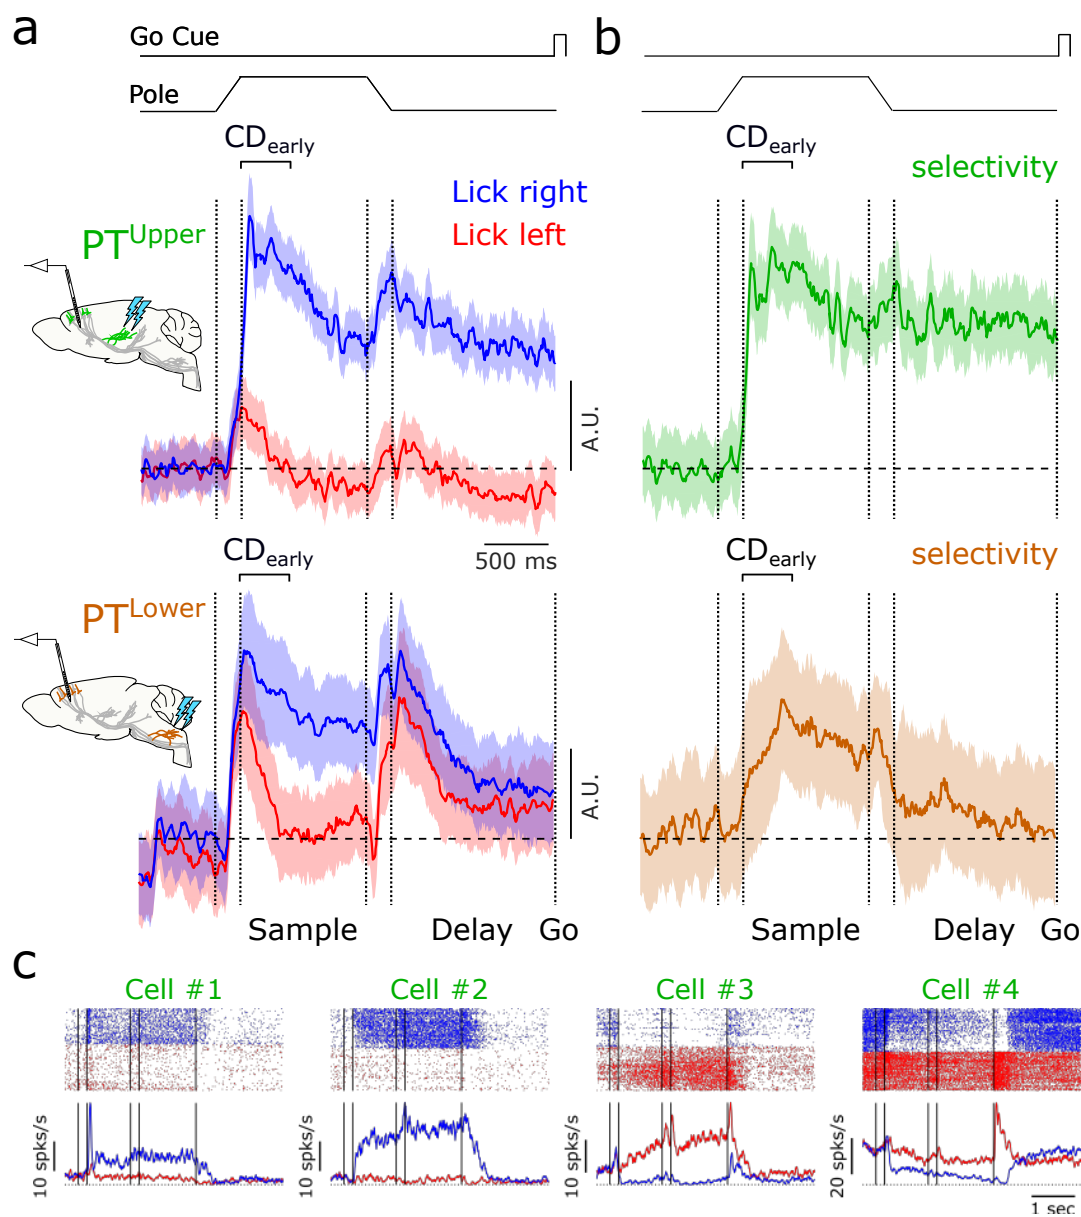 a
b
Go Cue
Pole
CDearly
CDearly
Lick right
Lick left
selectivity
PTUpper
A.U.
500 ms
CDearly
CDearly
selectivity
PTLower
A.U.
Sample
Delay
Go
Sample
Delay
Go
c
Cell #1
Cell #2
Cell #3
Cell #4
10 spks/s
10 spks/s
10 spks/s
20 spks/s
1 sec